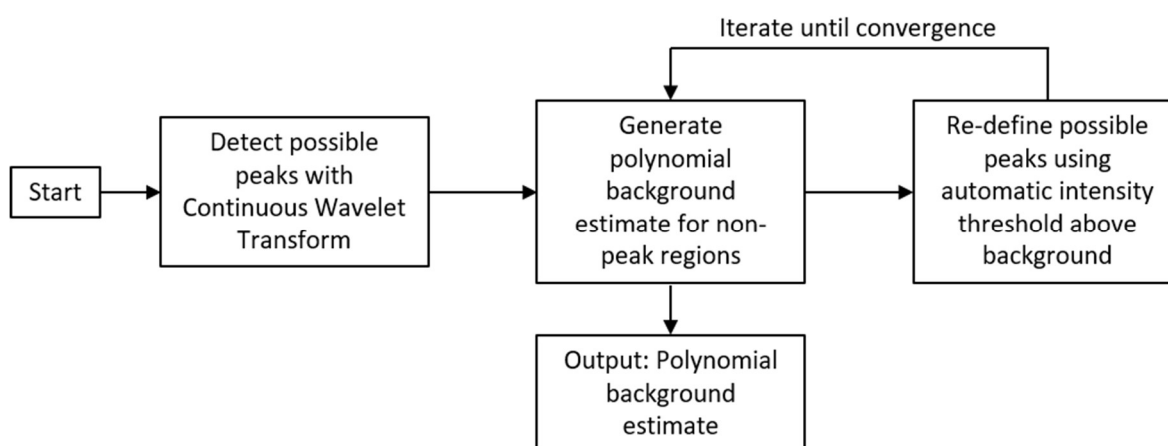 Iterate until convergence
Start
Detect possible
peaks with
Continuous Wavelet
Transform
Generate
polynomial
background
estimate for non-
peak regions
Re-define possible
peaks using
automatic intensity
threshold above
background
Output: Polynomial
background
estimate